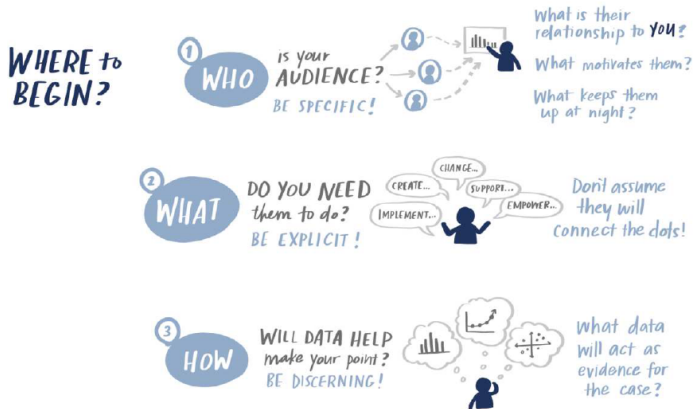 WHERE to
BEGIN?
1
WHO
is your
AUDIENCE?
BE SPECIFIC!
What is their
relationship to YOU?
What motivates them?
What keeps them
up at night?
2
WHAT
DO YOU NEED
them to do?
BE EXPLICIT!
IMPLEMENT...
CREATE...
CHANGE...
SUPPORT...
EMPOWER...
Don't assume
they will
connect the dots!
3
HOW
WILL DATA HELP
make your point?
BE DISCERNING!
What data
will act as
evidence for
the case?